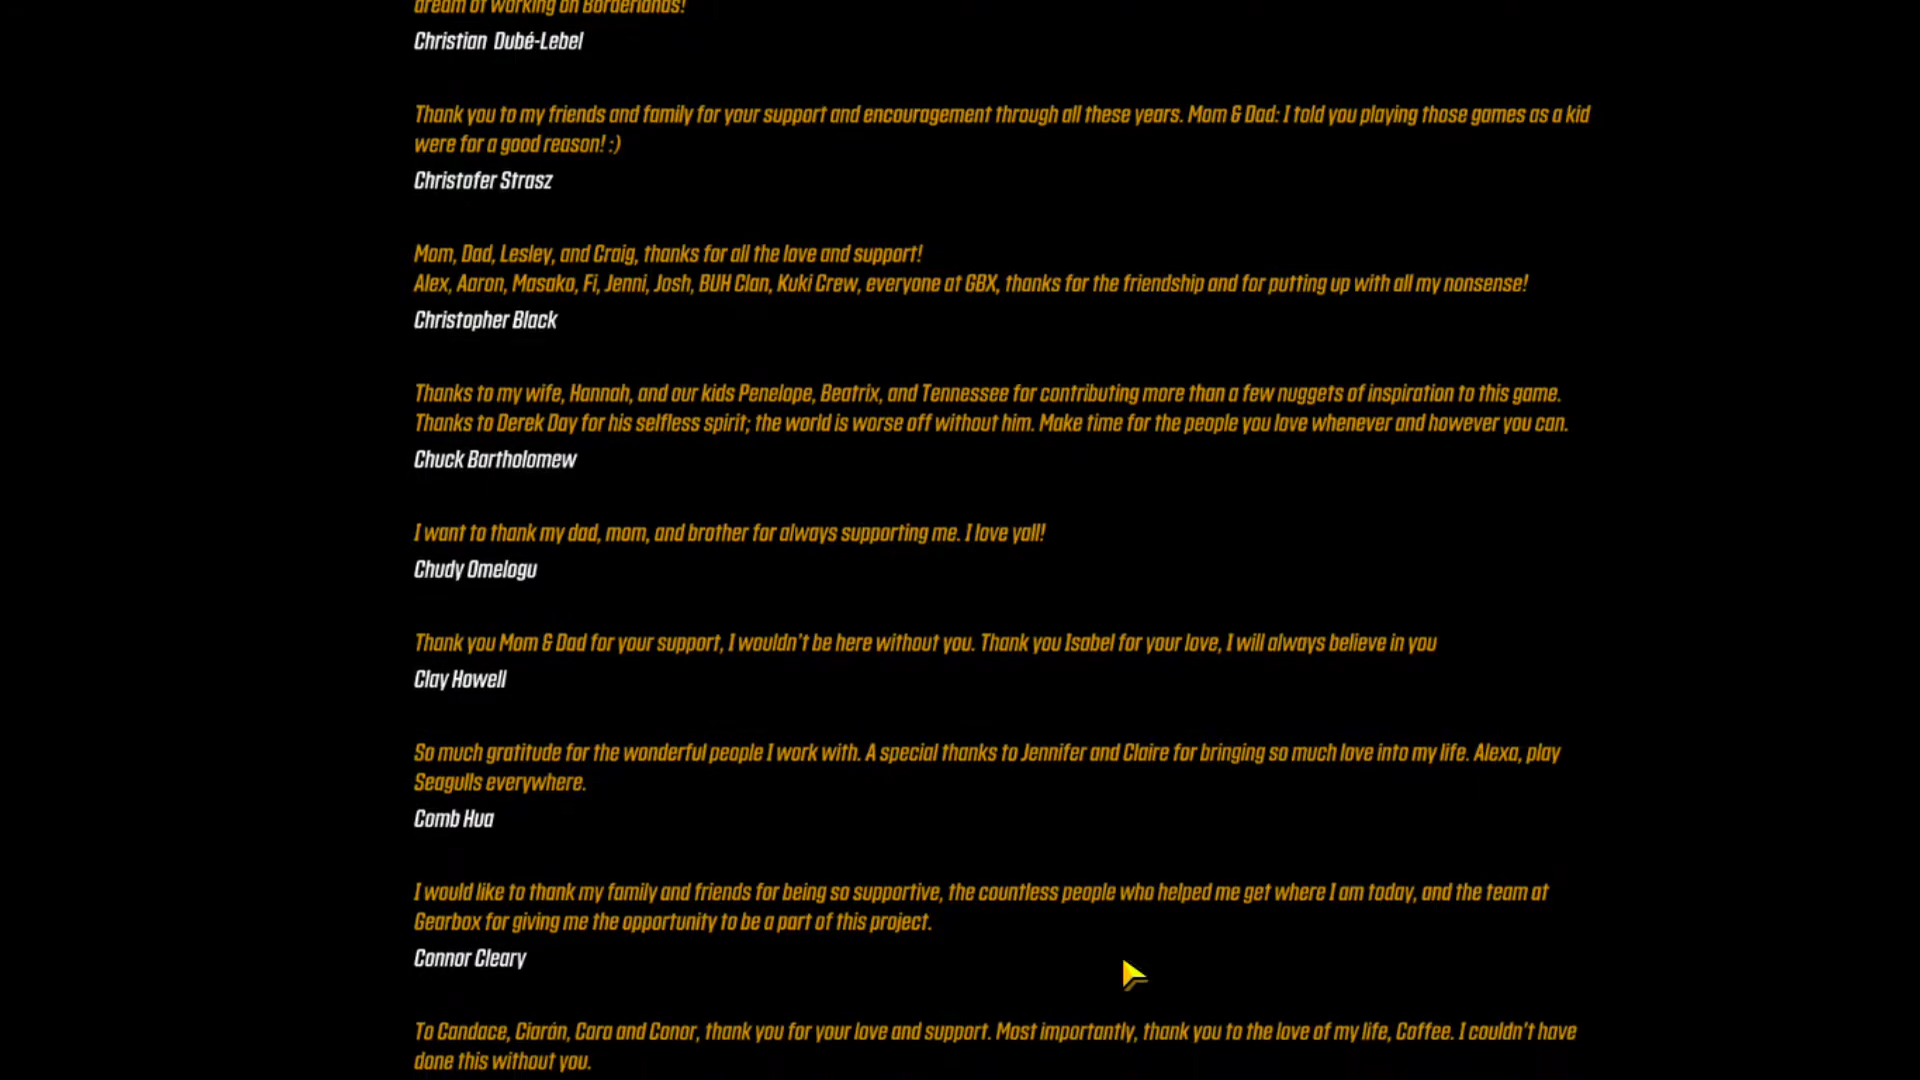 dream of working on Borderlands!
Christian Dubé-Lebel
Thank you to my friends and family for your support and encouragement through all these years. Mom & Dad: I told you playing those games as a kid
were for a good reason! :)
Christofer Strasz
Mom, Dad, Lesley, and Craig, thanks for all the love and support!
Alex, Aaron, Masako, Fi, Jenni, Josh, BUH Clan, Kuki Crew, everyone at GBX, thanks for the friendship and for putting up with all my nonsense!
Christopher Black
Thanks to my wife, Hannah, and our kids Penelope, Beatrix, and Tennessee for contributing more than a few nuggets of inspiration to this game.
Thanks to Derek Day for his selfless spirit; the world is worse off without him. Make time for the people you love whenever and however you can.
Chuck Bartholomew
I want to thank my dad, mom, and brother for always supporting me. I love yall!
Chudy Omelogu
Thank you Mom & Dad for your support, I wouldn't be here without you. Thank you Isabel for your love, I will always believe in you
Clay Howell
So much gratitude for the wonderful people I work with. A special thanks to Jennifer and Claire for bringing so much love into my life. Alexa, play
Seagulls everywhere.
Comb Hua
I would like to thank my family and friends for being so supportive, the countless people who helped me get where I am today, and the team at
Gearbox for giving me the opportunity to be a part of this project.
Connor Cleary
To Candace, Ciarán, Cara and Conor, thank you for your love and support. Most importantly, thank you to the love of my life, Coffee. I couldn't have
done this without you.